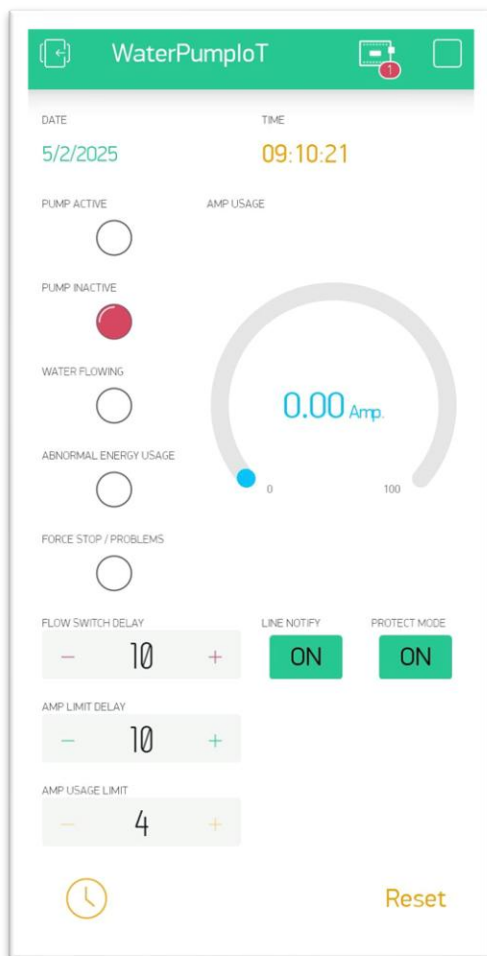 WaterPumpIoT
1
DATE TIME
5/2/2025 09:10:21
PUMP ACTIVE AMP USAGE
PUMP INACTIVE
WATER FLOWING
0.00 Amp.
ABNORMAL ENERGY USAGE
0 100
FORCE STOP / PROBLEMS
FLOW SWITCH DELAY LINE NOTIFY PROTECT MODE
− 10 + ON ON
AMP LIMIT DELAY
− 10 +
AMP USAGE LIMIT
− 4 +
Reset